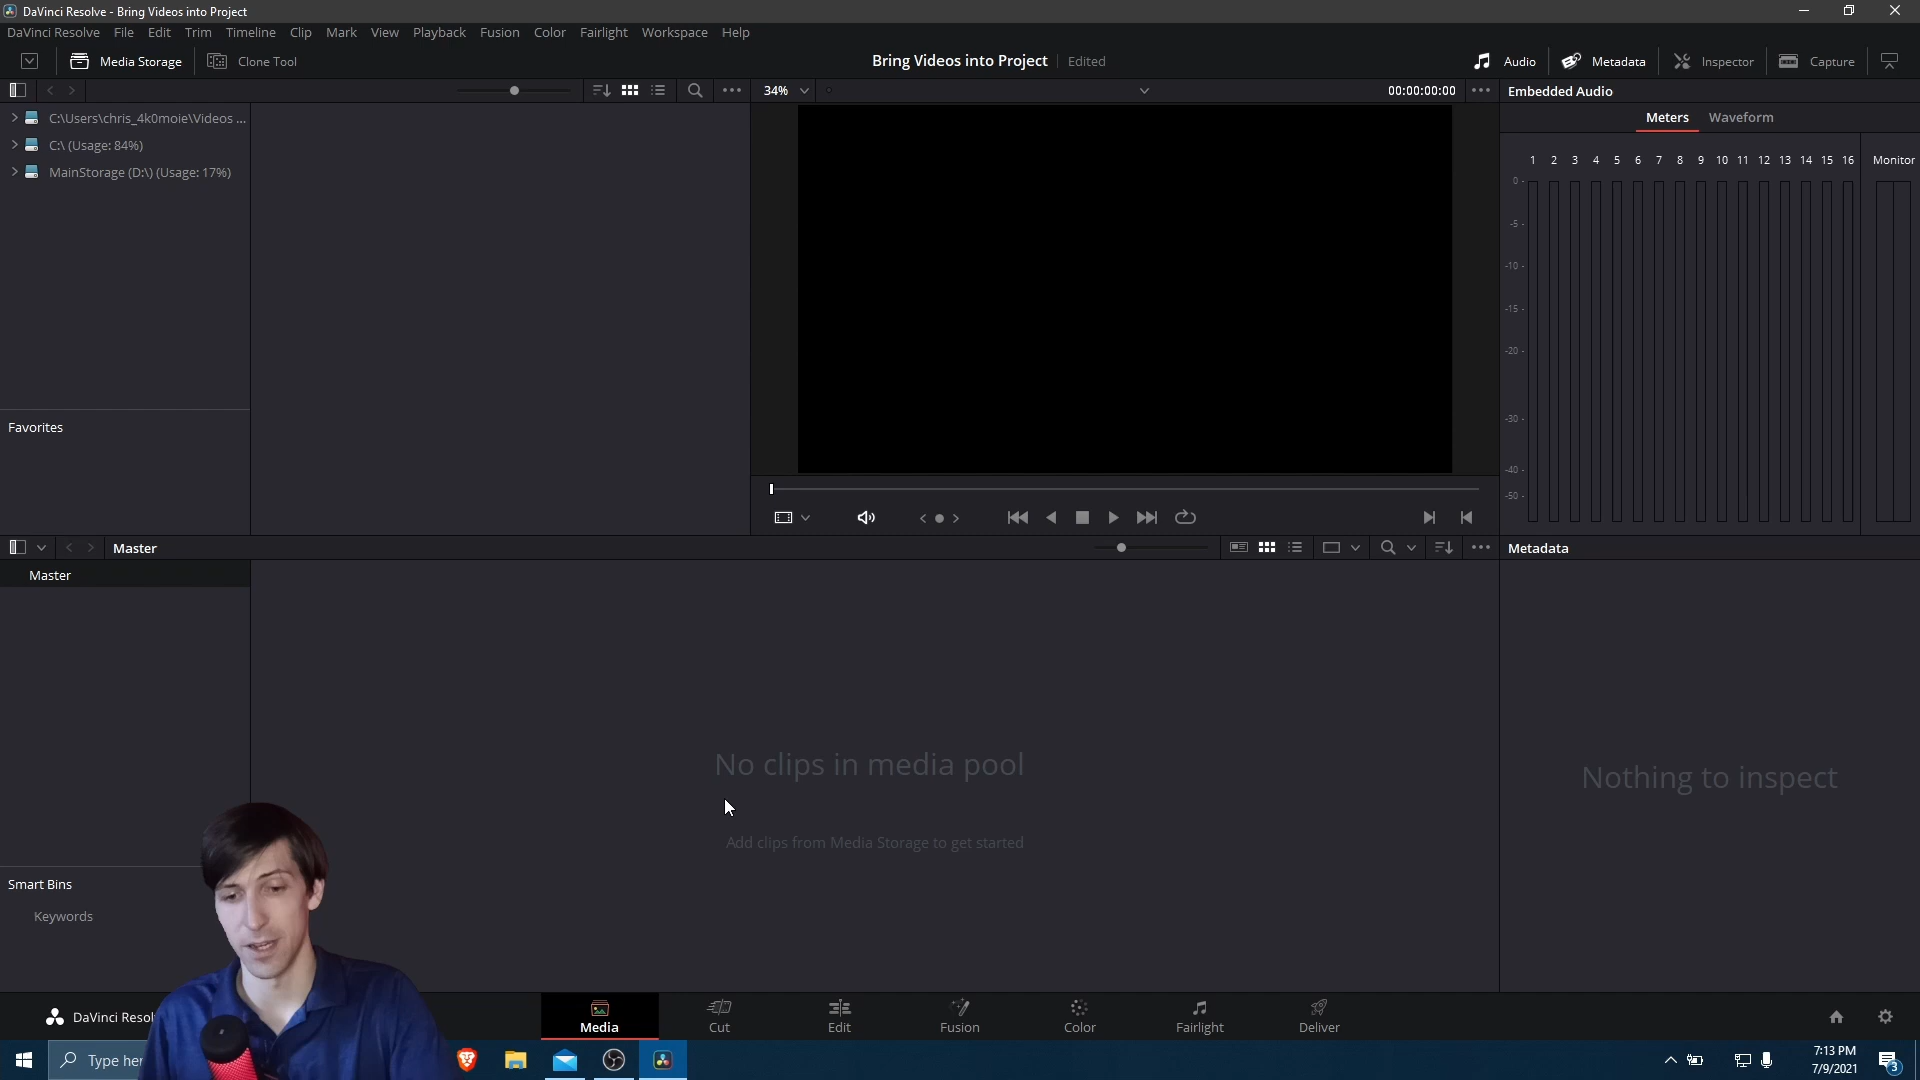 DaVinci Resolve - Bring Videos into Project
DaVinci Resolve File Edit Trim Timeline Clip Mark View Playback Fusion Color Fairlight Workspace Help
Media Storage Clone Tool Bring Videos into Project Edited Audio Metadata Inspector Capture
34% 00:00:00:00 Embedded Audio
Meters Waveform
C:\Users\chris_4k0moie\Videos ...
C:\ (Usage: 84%)
MainStorage (D:\) (Usage: 17%)
1 2 3 4 5 6 7 8 9 10 11 12 13 14 15 16 Monitor
0 -
-5 -
-10 -
-15 -
-20 -
-30 -
-40 -
-50 -
Favorites
Master Metadata
Master
No clips in media pool
Add clips from Media Storage to get started
Nothing to inspect
Smart Bins
Keywords
DaVinci Resol
Media Cut Edit Fusion Color Fairlight Deliver
Type her
7:13 PM
7/9/2021
3